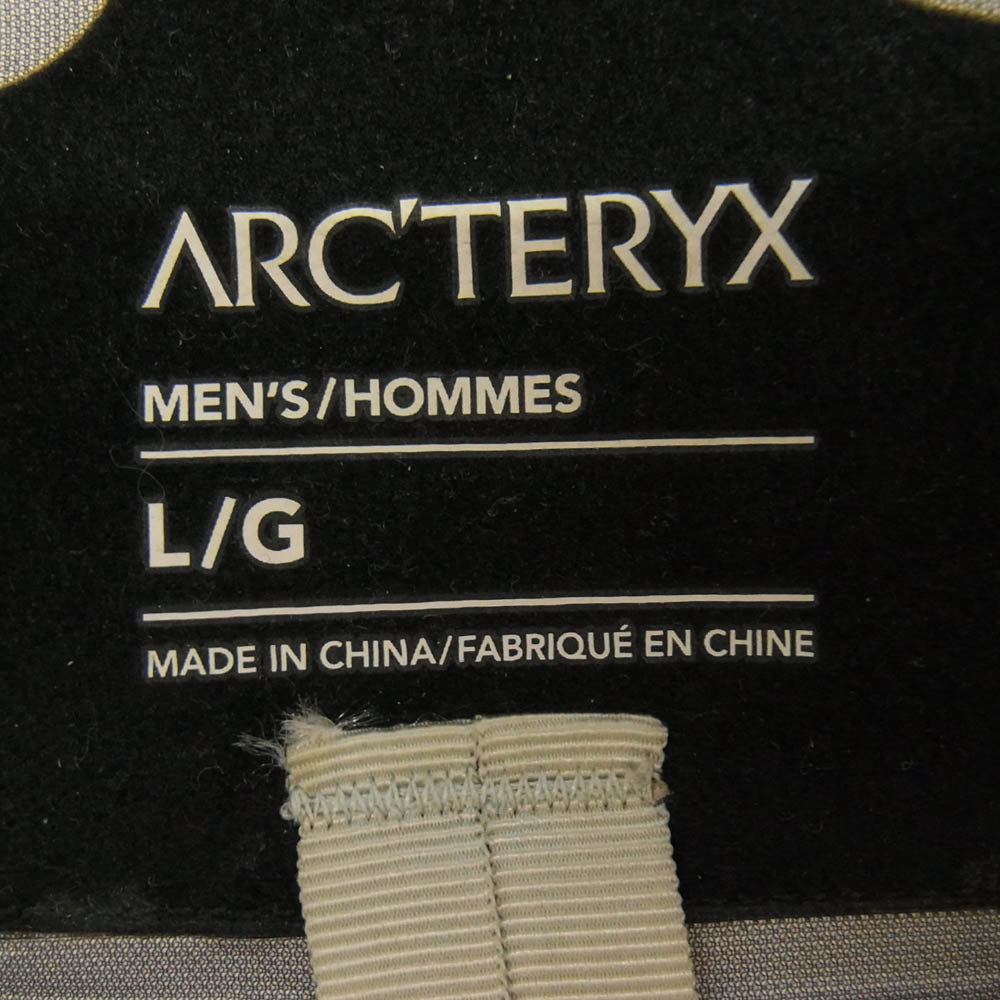 ARC'TERYX
MEN'S/HOMMES
L/G
MADE IN CHINA/FABRIQUÉ EN CHINE